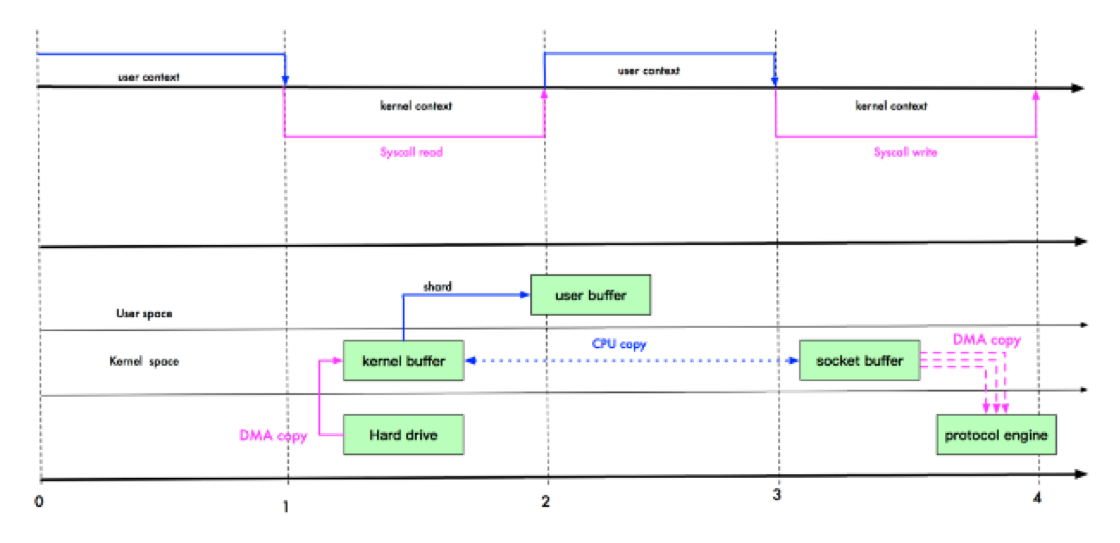 user context
user context
kernel context
kernel context
Syscall read
Syscall write
shard
user buffer
User space
CPU copy
DMA copy
Kernel space
kernel buffer
socket buffer
DMA copy
Hard drive
protocol engine
0
1
2
3
4